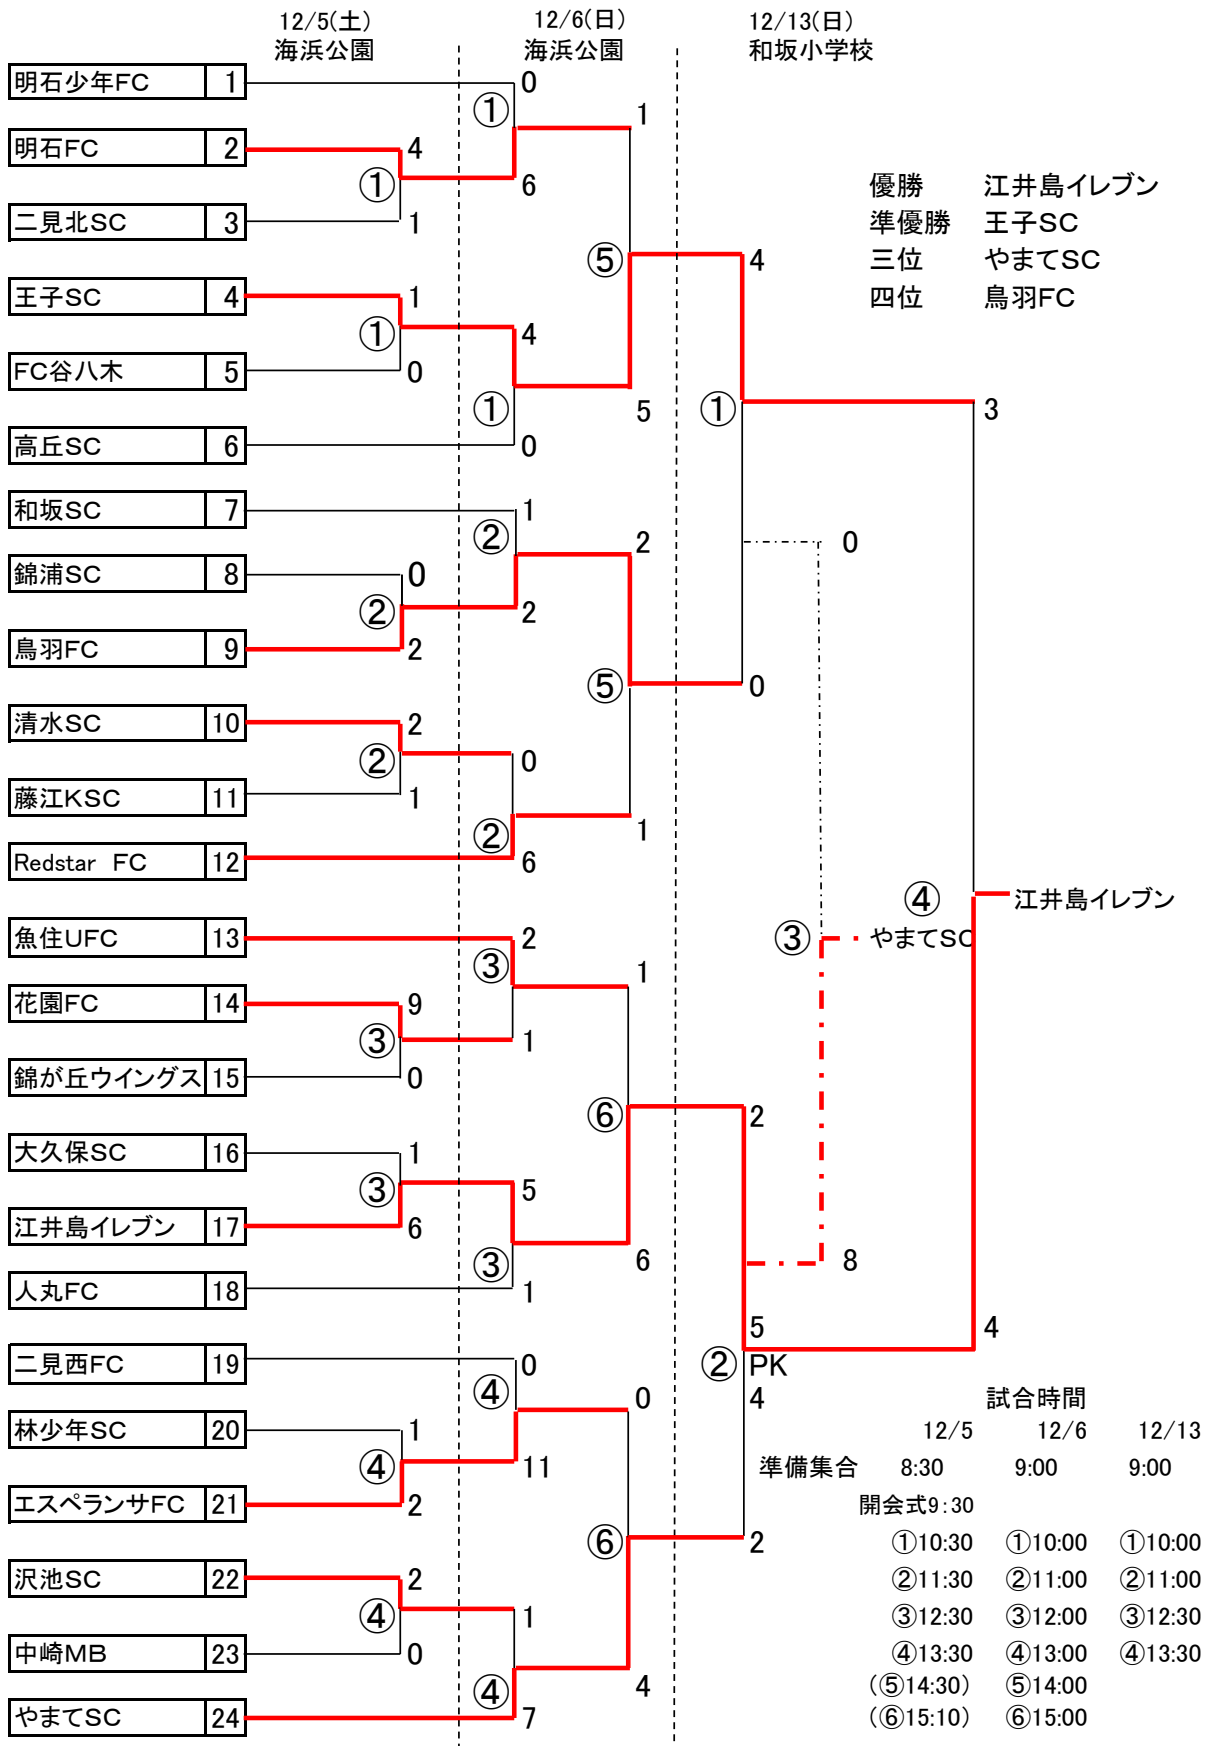 12/5(土) 12/6(日) 12/13(日)
海浜公園 海浜公園 和坂小学校
明石少年FC 1 0
① 1
明石FC 2 4
① 6
二見北SC 3 1
優勝 江井島イレブン
準優勝 王子SC
三位 やまてSC
四位 鳥羽FC
⑤ 4
王子SC 4 1
① 4
FC谷八木 5 0
① 5 ① 3
高丘SC 6 0
和坂SC 7 1
② 2 0
錦浦SC 8 0
② 2
鳥羽FC 9 2
⑤ 0
清水SC 10 2
② 0
藤江KSC 11 1
② 1
Redstar FC 12 6
④ 江井島イレブン
魚住UFC 13 2 ③ やまてSC
③ 1
花園FC 14 9
③ 1
錦が丘ウイングス 15 0
⑥ 2
大久保SC 16 1
③ 5
江井島イレブン 17 6
③ 6 8
人丸FC 18 1
5 4
二見西FC 19 0 ② PK
④ 0 4 試合時間
林少年SC 20 1 12/5 12/6 12/13
④ 11 準備集合 8:30 9:00 9:00
エスペランサFC 21 2 開会式9:30
⑥ 2 ①10:30 ①10:00 ①10:00
沢池SC 22 2 ②11:30 ②11:00 ②11:00
④ 1 ③12:30 ③12:00 ③12:30
中崎MB 23 0 ④13:30 ④13:00 ④13:30
④ 4 (⑤14:30) ⑤14:00
やまてSC 24 7 (⑥15:10) ⑥15:00